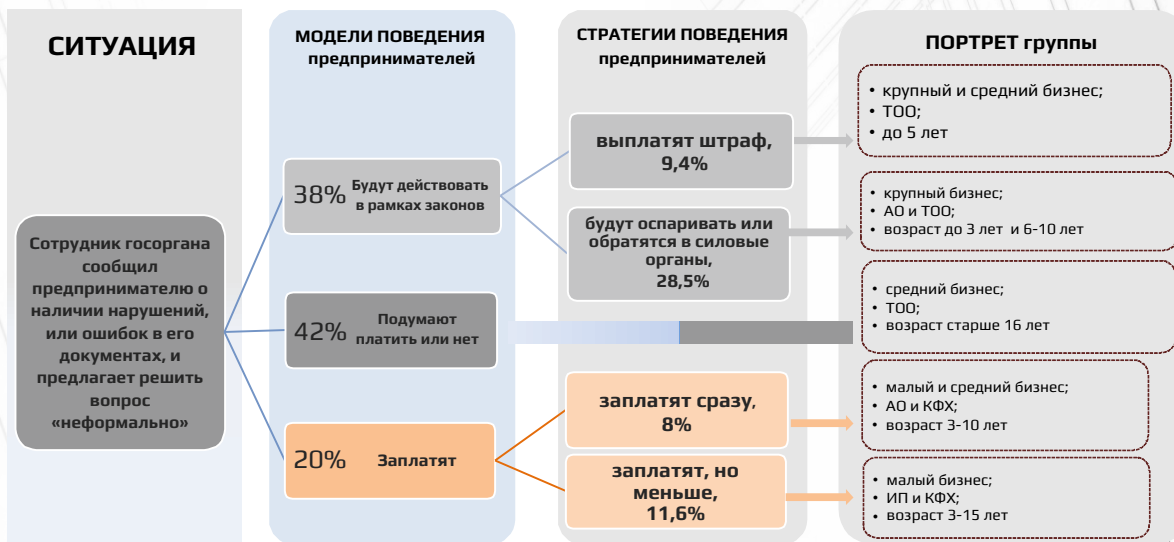 СИТУАЦИЯ
Сотрудник госоргана
сообщил
предпринимателю о
наличии нарушений,
или ошибок в его
документах, и
предлагает решить
вопрос
«неформально»
МОДЕЛИ ПОВЕДЕНИЯ
предпринимателей
38% Будут действовать
в рамках законов
42% Подумают
платить или нет
20% Заплатят
СТРАТЕГИИ ПОВЕДЕНИЯ
предпринимателей
выплатят штраф,
9,4%
будут оспаривать или
обратятся в силовые
органы,
28,5%
заплатят сразу,
8%
заплатят, но
меньше,
11,6%
ПОРТРЕТ группы
• крупный и средний бизнес;
• ТОО;
• до 5 лет
• крупный бизнес;
• АО и ТОО;
• возраст до 3 лет и 6-10 лет
• средний бизнес;
• ТОО;
• возраст старше 16 лет
• малый и средний бизнес;
• АО и КФХ;
• возраст 3-10 лет
• малый бизнес;
• ИП и КФХ;
• возраст 3-15 лет